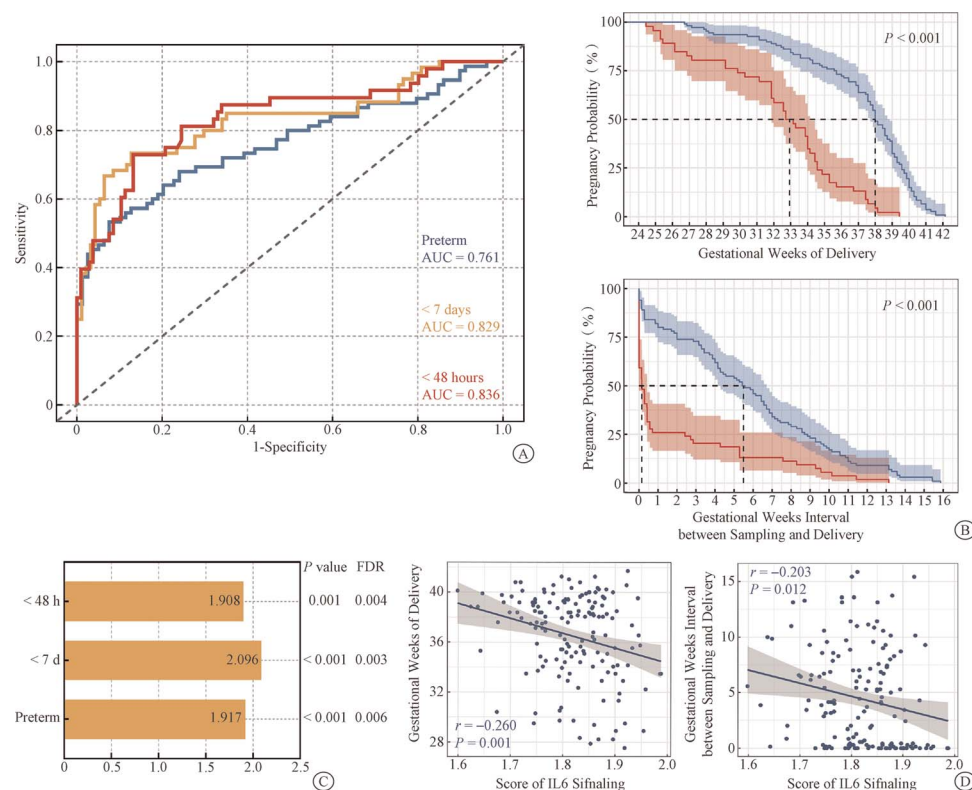 1.0
0.8
0.6
0.4
0.2
0
Sensitivity
Preterm
AUC = 0.761
< 7 days
AUC = 0.829
< 48 hours
AUC = 0.836
0 0.2 0.4 0.6 0.8 1.0
1-Specificity
A
100
75
50
25
0
Pregnancy Probability (%)
P < 0.001
24 25 26 27 28 29 30 31 32 33 34 35 36 37 38 39 40 41 42
Gestational Weeks of Delivery
100
75
50
25
0
Pregnancy Probability (%)
P < 0.001
0 1 2 3 4 5 6 7 8 9 10 11 12 13 14 15 16
Gestational Weeks Interval
between Sampling and Delivery
B
P value FDR
< 48 h 1.908 0.001 0.004
< 7 d 2.096 < 0.001 0.003
Preterm 1.917 < 0.001 0.006
0 0.5 1.0 1.5 2.0 2.5
C
Gestational Weeks of Delivery
40
36
32
28
r = −0.260
P = 0.001
1.6 1.7 1.8 1.9 2.0
Score of IL6 Sifnaling
Gestational Weeks Interval
between Sampling and Delivery
15
10
5
0
r = −0.203
P = 0.012
1.6 1.7 1.8 1.9 2.0
Score of IL6 Sifnaling
D